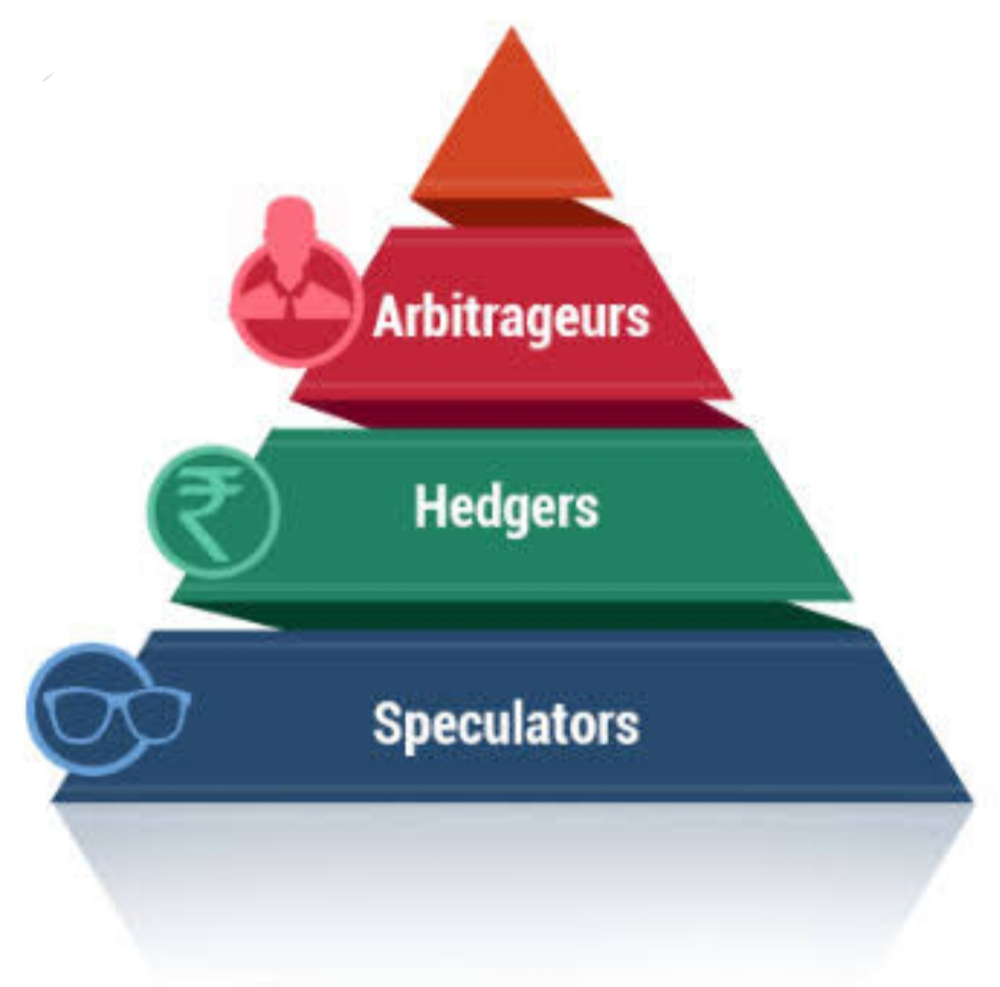 Arbitrageurs
₹
Hedgers
Speculators